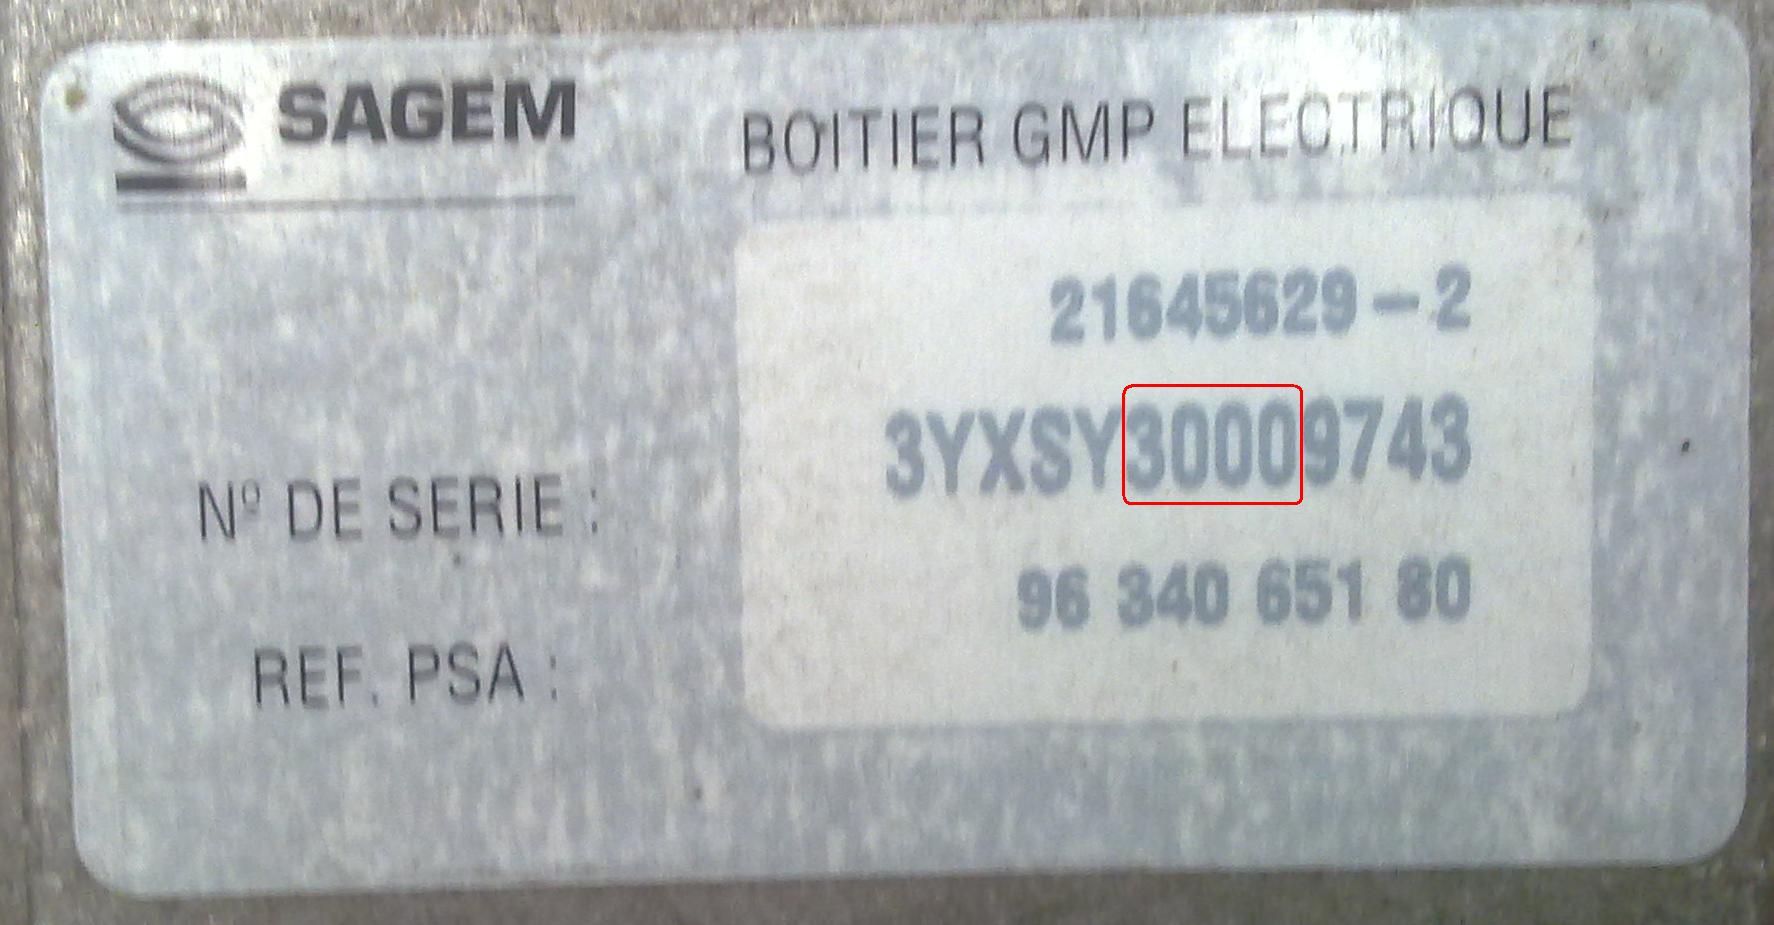 SAGEM
BOITIER GMP ELECTRIQUE
21645629-2
N° DE SERIE : 3YXSY30009743
REF. PSA : 96 340 651 80